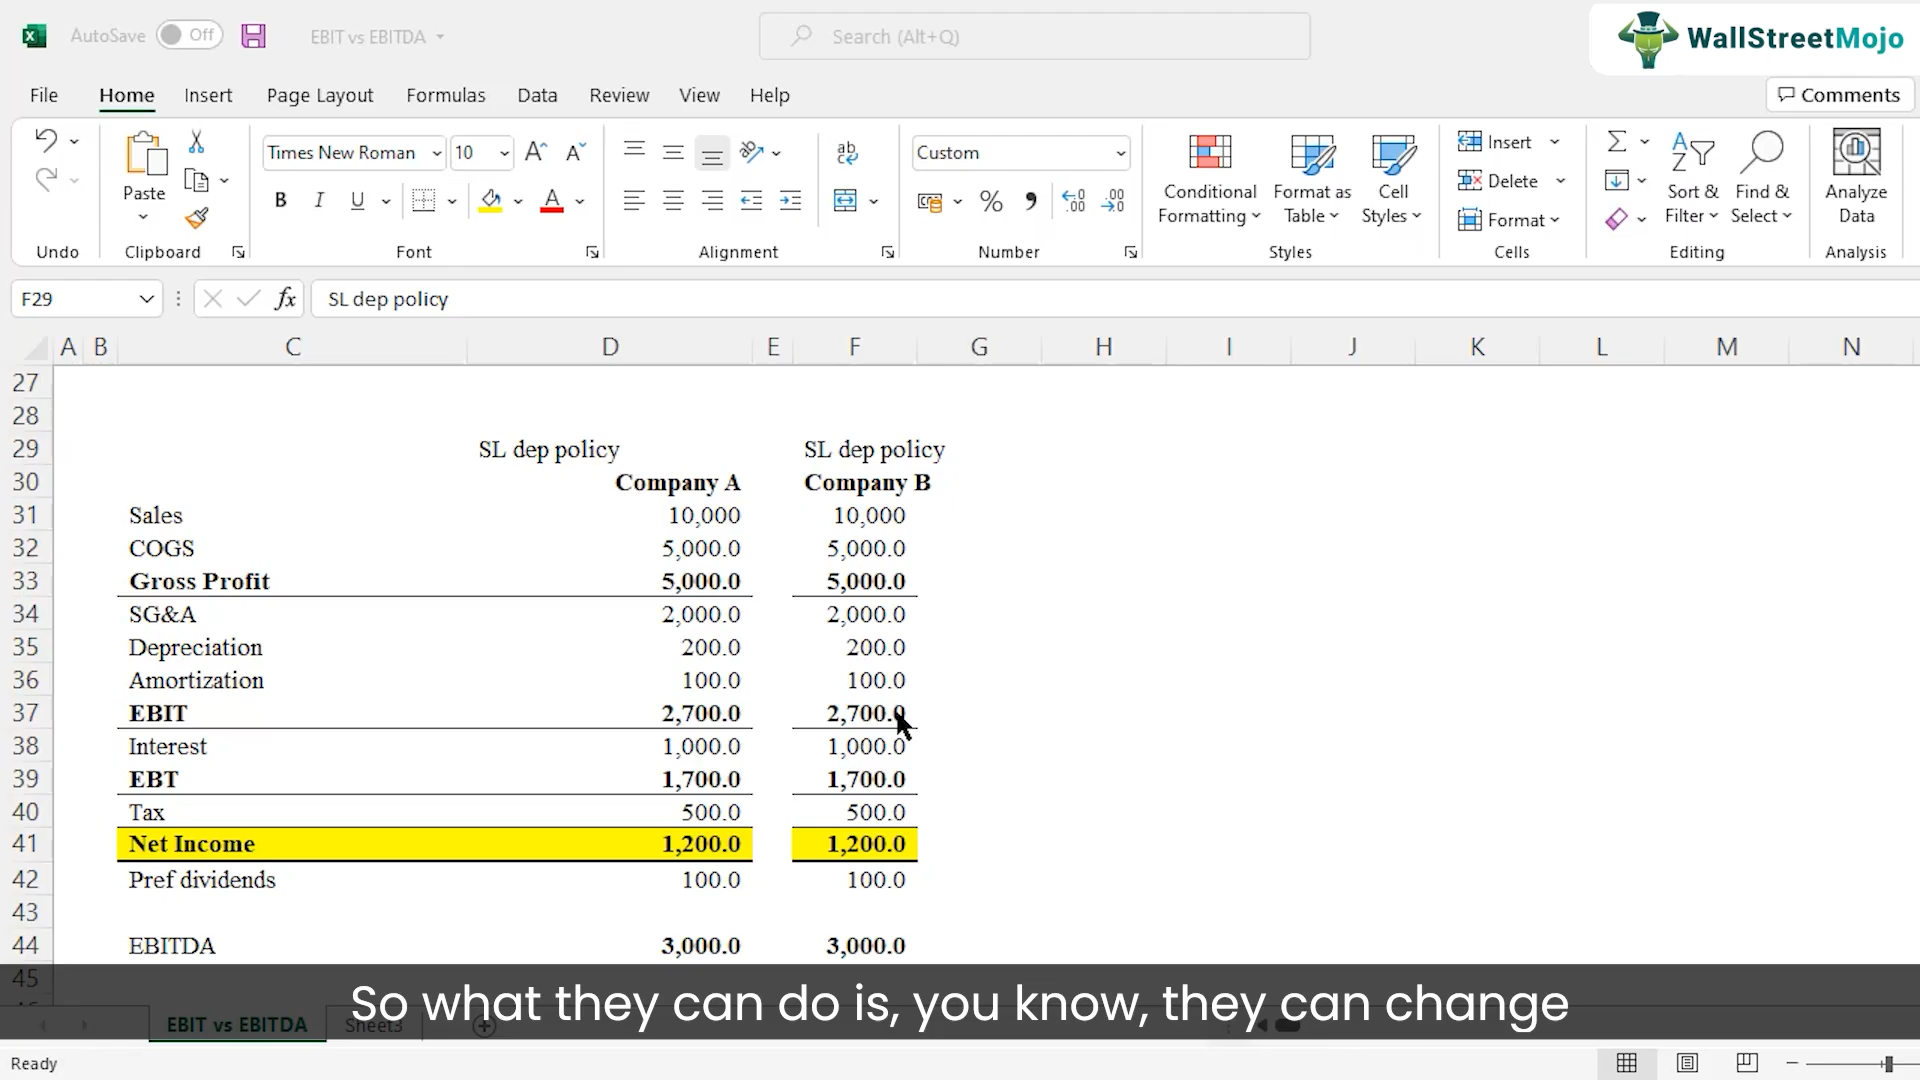 AutoSave Off EBIT vs EBITDA Search (Alt+Q) WallStreetMojo
File Home Insert Page Layout Formulas Data Review View Help Comments
Paste Times New Roman 10 A A ab Custom Conditional Formatting Format as Table Cell Styles Insert Delete Format Sort & Filter Find & Select Analyze Data
B I U A % .00
Undo Clipboard Font Alignment Number Styles Cells Editing Analysis
F29 fx SL dep policy
A B C D E F G H I J K L M N
27
28
29 SL dep policy SL dep policy
30 Company A Company B
31 Sales 10,000 10,000
32 COGS 5,000.0 5,000.0
33 Gross Profit 5,000.0 5,000.0
34 SG&A 2,000.0 2,000.0
35 Depreciation 200.0 200.0
36 Amortization 100.0 100.0
37 EBIT 2,700.0 2,700.0
38 Interest 1,000.0 1,000.0
39 EBT 1,700.0 1,700.0
40 Tax 500.0 500.0
41 Net Income 1,200.0 1,200.0
42 Pref dividends 100.0 100.0
43
44 EBITDA 3,000.0 3,000.0
45
So what they can do is, you know, they can change
EBIT vs EBITDA Sheet3
Ready